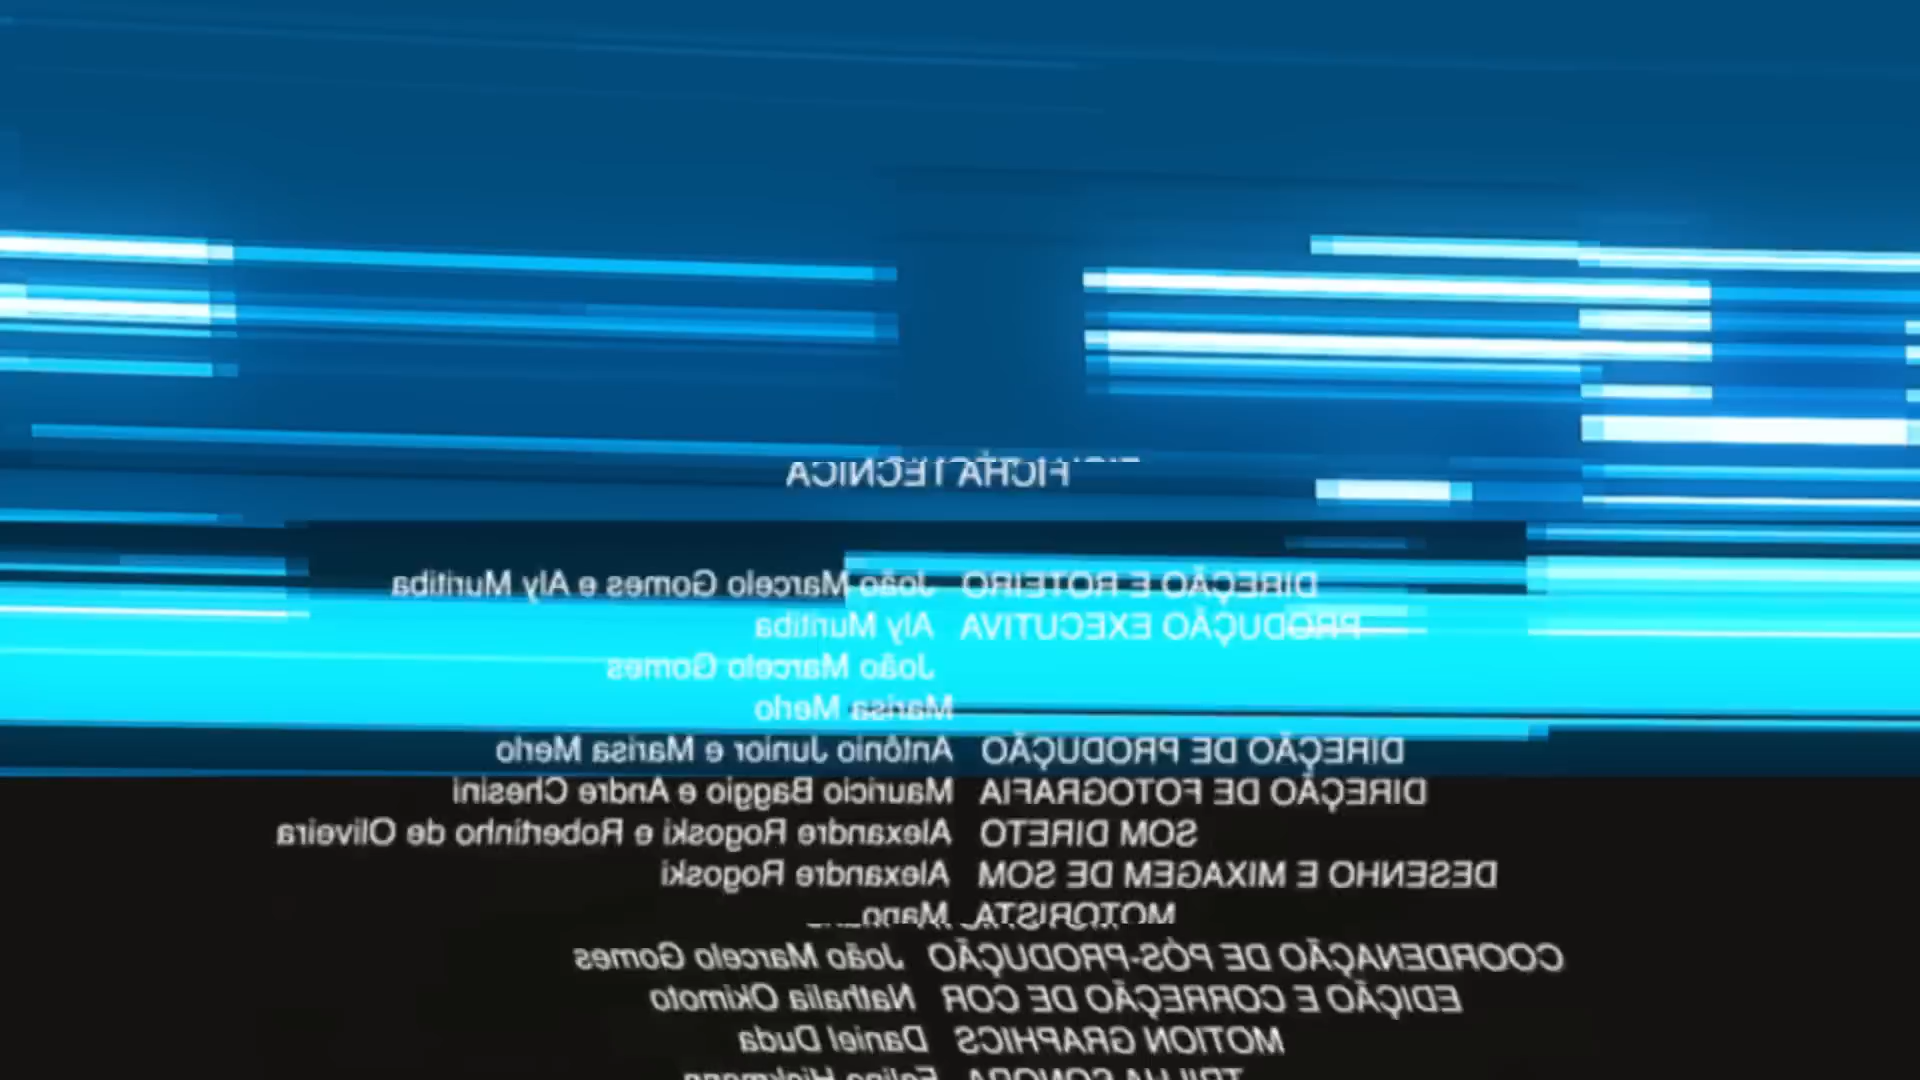 FICHA TÉCNICA
DIREÇÃO E ROTEIRO João Marcelo Gomes e Aly Muritiba
PRODUÇÃO EXECUTIVA Aly Muritiba
João Marcelo Gomes
Marisa Merlo
DIREÇÃO DE PRODUÇÃO Antônio Junior e Marisa Merlo
DIREÇÃO DE FOTOGRAFIA Mauricio Baggio e Andre Chesini
SOM DIRETO Alexandre Rogoski e Robertinho de Oliveira
DESENHO E MIXAGEM DE SOM Alexandre Rogoski
MOTORISTA Mano
COORDENAÇÃO DE PÓS-PRODUÇÃO João Marcelo Gomes
EDIÇÃO E CORREÇÃO DE COR Nathalia Okimoto
MOTION GRAPHICS Daniel Duda
TRILHA SONORA